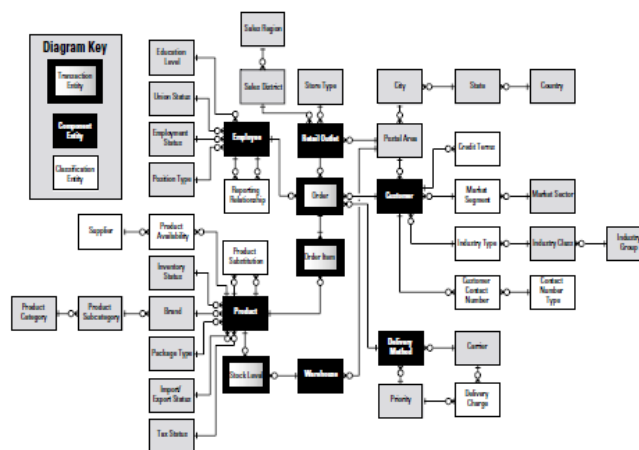 Diagram Key
Transaction
Entity
Component
Entity
Classification
Entity
Sales Region
Sales District
Store Type
Education
Level
Union Status
Employment
Status
Position Type
Employee
Reporting
Relationship
Retail Outlet
City
State
Country
Postal Area
Credit Terms
Order
Customer
Market
Segment
Market Sector
Industry Type
Industry Class
Industry
Group
Customer
Contact
Number
Contact
Number
Type
Supplier
Product
Availability
Product
Substitution
Order Item
Inventory
Status
Product
Category
Product
Subcategory
Brand
Product
Package Type
Import/
Export Status
Tax Status
Stock Level
Warehouse
Delivery
Method
Carrier
Priority
Delivery
Charge